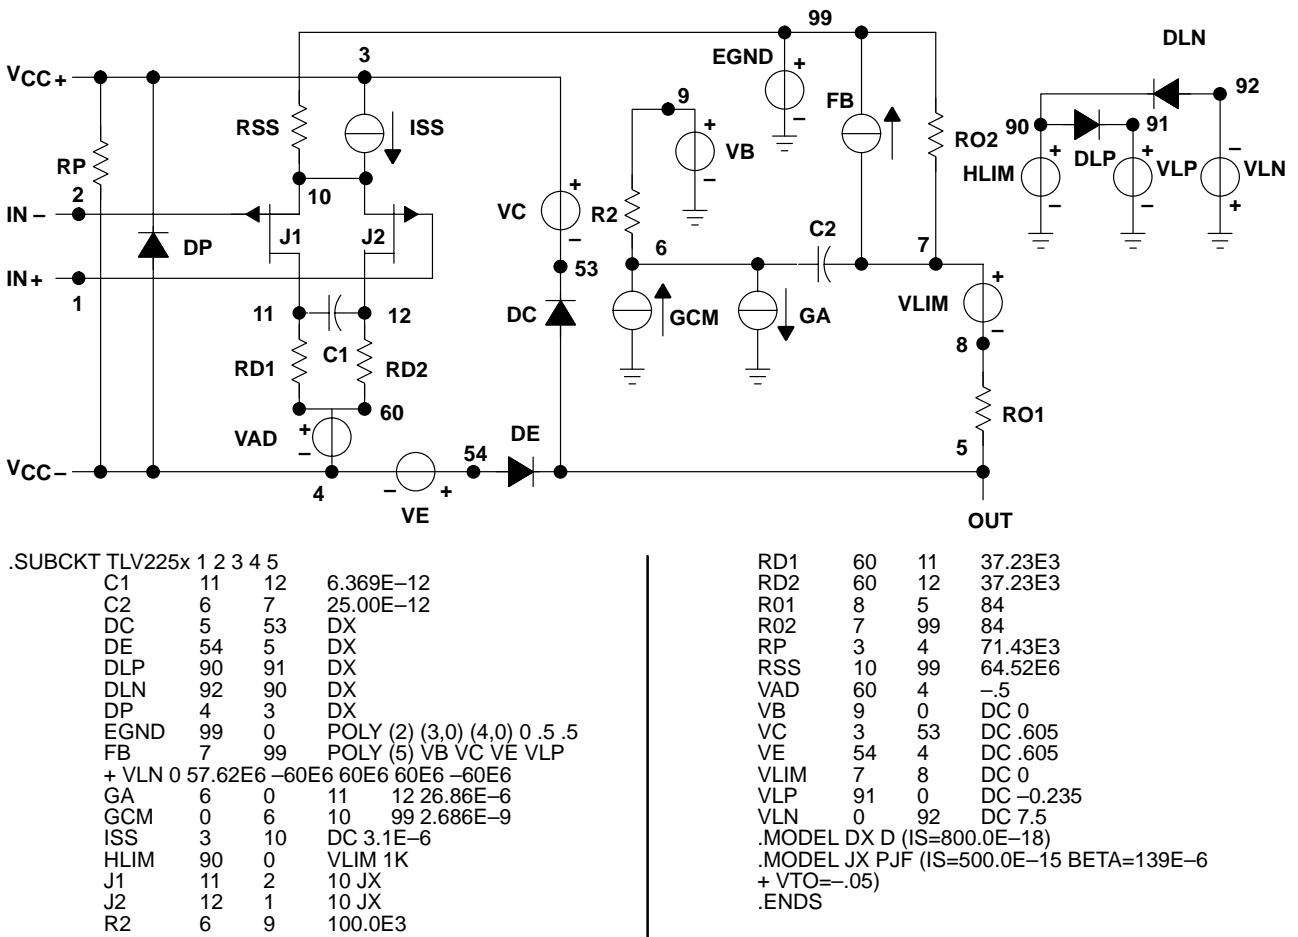 99
DLN
EGND
+
3
VCC+
9
92
FB
RSS
ISS
+
VB
–
RO2
90
91
RP
+
–
DLP
+
–
VLP
–
VLN
+
HLIM
10
2
IN –
VC
+
–
R2
C2
J1
J2
DP
6
7
IN+
1
53
+
VLIM
–
11
12
DC
GCM
GA
C1
8
RD1
RD2
60
RO1
VAD
+
–
DE
54
5
VCC–
4
–
+
VE
OUT
.SUBCKT TLV225x 1 2 3 4 5
C1 11 12 6.369E–12
C2 6 7 25.00E–12
DC 5 53 DX
DE 54 5 DX
DLP 90 91 DX
DLN 92 90 DX
DP 4 3 DX
EGND 99 0 POLY (2) (3,0) (4,0) 0 .5 .5
FB 7 99 POLY (5) VB VC VE VLP
+ VLN 0 57.62E6 –60E6 60E6 60E6 –60E6
GA 6 0 11 12 26.86E–6
GCM 0 6 10 99 2.686E–9
ISS 3 10 DC 3.1E–6
HLIM 90 0 VLIM 1K
J1 11 2 10 JX
J2 12 1 10 JX
R2 6 9 100.0E3
RD1 60 11 37.23E3
RD2 60 12 37.23E3
R01 8 5 84
R02 7 99 84
RP 3 4 71.43E3
RSS 10 99 64.52E6
VAD 60 4 –.5
VB 9 0 DC 0
VC 3 53 DC .605
VE 54 4 DC .605
VLIM 7 8 DC 0
VLP 91 0 DC –0.235
VLN 0 92 DC 7.5
.MODEL DX D (IS=800.0E–18)
.MODEL JX PJF (IS=500.0E–15 BETA=139E–6
+ VTO=–.05)
.ENDS